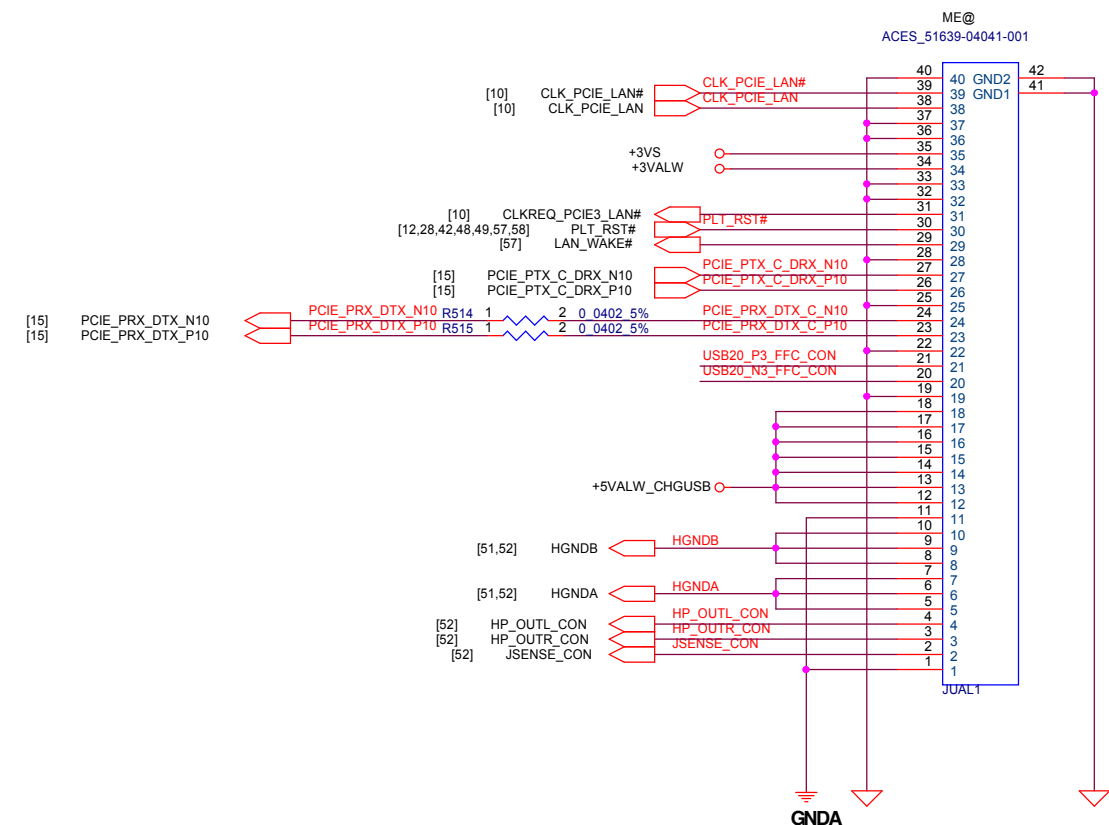 ME@
ACES_51639-04041-001
40 40 GND2 42
CLK_PCIE_LAN#
[10] CLK_PCIE_LAN# 39 39 GND1 41
CLK_PCIE_LAN
[10] CLK_PCIE_LAN 38 38
37 37
36 36
+3VS 35 35
+3VALW 34 34
33 33
32 32
[10] CLKREQ_PCIE3_LAN# 31 31
PLT_RST#
[12,28,42,48,49,57,58] PLT_RST# 30 30
[57] LAN_WAKE# 29 29
28 28
PCIE_PTX_C_DRX_N10
[15] PCIE_PTX_C_DRX_N10 27 27
PCIE_PTX_C_DRX_P10
[15] PCIE_PTX_C_DRX_P10 26 26
25 25
PCIE_PRX_DTX_N10 R514 1 2 0_0402_5% PCIE_PRX_DTX_C_N10
[15] PCIE_PRX_DTX_N10 24 24
PCIE_PRX_DTX_P10 R515 1 2 0_0402_5% PCIE_PRX_DTX_C_P10
[15] PCIE_PRX_DTX_P10 23 23
22 22
USB20_P3_FFC_CON 21 21
USB20_N3_FFC_CON 20 20
19 19
18 18
17 17
16 16
15 15
14 14
+5VALW_CHGUSB 13 13
12 12
11 11
10 10
HGNDB
[51,52] HGNDB 9 9
8 8
7 7
HGNDA
[51,52] HGNDA 6 6
5 5
HP_OUTL_CON
[52] HP_OUTL_CON 4 4
HP_OUTR_CON
[52] HP_OUTR_CON 3 3
JSENSE_CON
[52] JSENSE_CON 2 2
1 1
JUAL1
GNDA